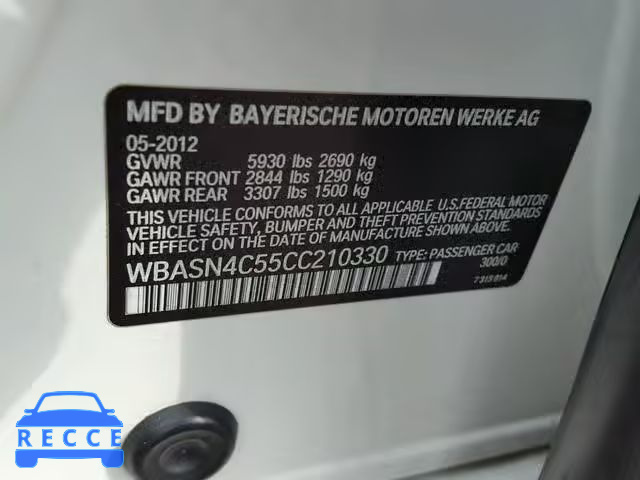 MFD BY BAYERISCHE MOTOREN WERKE AG
05-2012
GVWR 5930 lbs 2690 kg
GAWR FRONT 2844 lbs 1290 kg
GAWR REAR 3307 lbs 1500 kg
THIS VEHICLE CONFORMS TO ALL APPLICABLE U.S.FEDERAL MOTOR
VEHICLE SAFETY, BUMPER AND THEFT PREVENTION STANDARDS
IN EFFECT ON THE DATE OF MANUFACTURE SHOWN ABOVE.
WBASN4C55CC210330 TYPE: PASSENGER CAR
300/0
7315914
RECCE